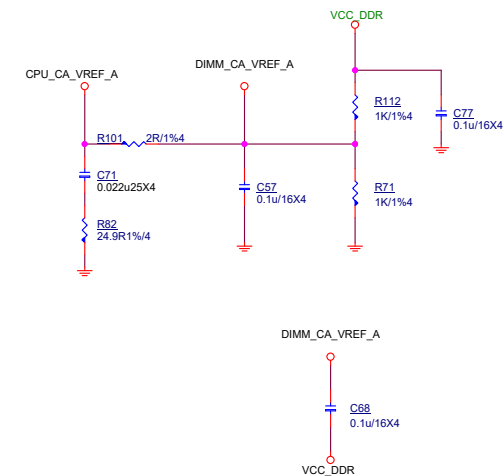 VCC_DDR
CPU_CA_VREF_A
DIMM_CA_VREF_A
R112
1K/1%4
C77
0.1u/16X4
R101
2R/1%4
C71
0.022u25X4
C57
0.1u/16X4
R71
1K/1%4
R82
24.9R1%/4
DIMM_CA_VREF_A
C68
0.1u/16X4
VCC_DDR